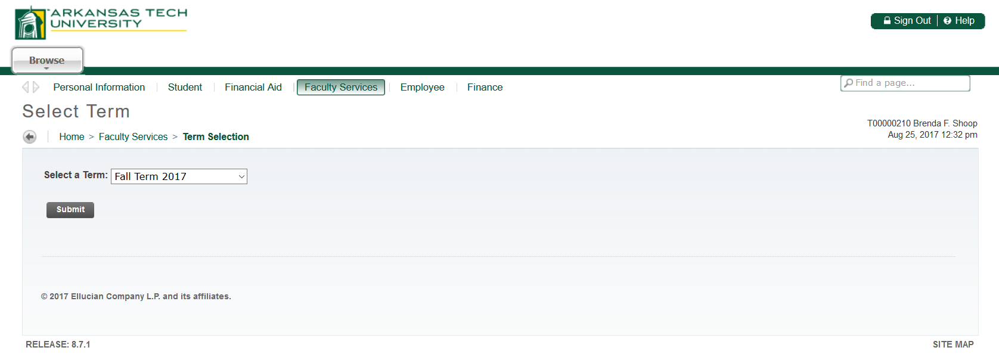 ARKANSAS TECH
UNIVERSITY
Sign Out | Help
Browse
Personal Information | Student | Financial Aid | Faculty Services | Employee | Finance
Find a page...
Select Term
T00000210 Brenda F. Shoop
Aug 25, 2017 12:32 pm
Home > Faculty Services > Term Selection
Select a Term: Fall Term 2017
Submit
© 2017 Ellucian Company L.P. and its affiliates.
RELEASE: 8.7.1
SITE MAP